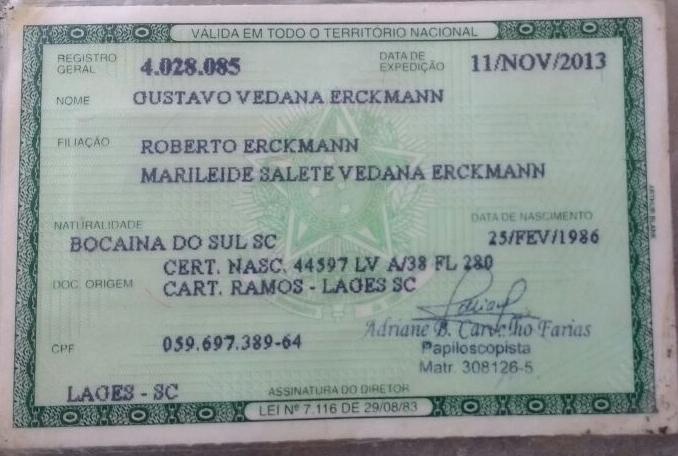 VÁLIDA EM TODO O TERRITÓRIO NACIONAL
REGISTRO GERAL 4.028.085 DATA DE EXPEDIÇÃO 11/NOV/2013
NOME GUSTAVO VEDANA ERCKMANN
FILIAÇÃO ROBERTO ERCKMANN
MARILEIDE SALETE VEDANA ERCKMANN
NATURALIDADE DATA DE NASCIMENTO
BOCAINA DO SUL SC 25/FEV/1986
CERT. NASC. 44597 LV A/38 FL 280
DOC ORIGEM CART. RAMOS - LAGES SC
Adriane B. Carvalho Farias
CPF 059.697.389-64 Papiloscopista
Matr. 308126-5
LAGES - SC ASSINATURA DO DIRETOR
LEI Nº 7.116 DE 29/08/83